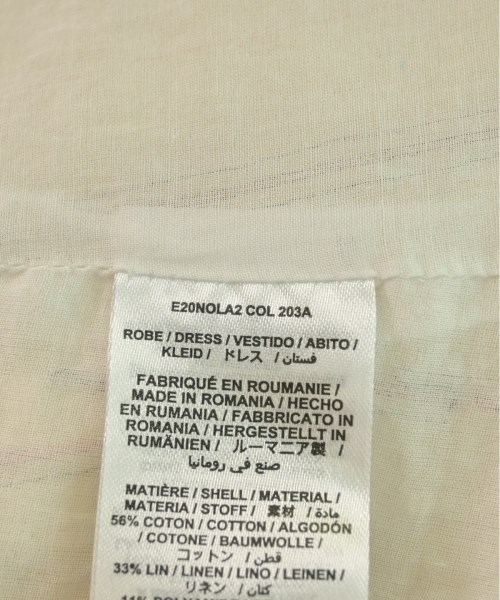 E20NOLA2 COL 203A
ROBE / DRESS / VESTIDO / ABITO /
KLEID / ドレス / فستان
FABRIQUÉ EN ROUMANIE /
MADE IN ROMANIA / HECHO
EN RUMANIA / FABBRICATO IN
ROMANIA / HERGESTELLT IN
RUMÄNIEN / ルーマニア製 /
صنع في رومانيا
MATIÈRE / SHELL / MATERIAL /
MATERIA / STOFF / 素材 / مادة
56% COTON / COTTON / ALGODÓN
/ COTONE / BAUMWOLLE /
コットン / قطن
33% LIN / LINEN / LINO / LEINEN /
リネン / كتان